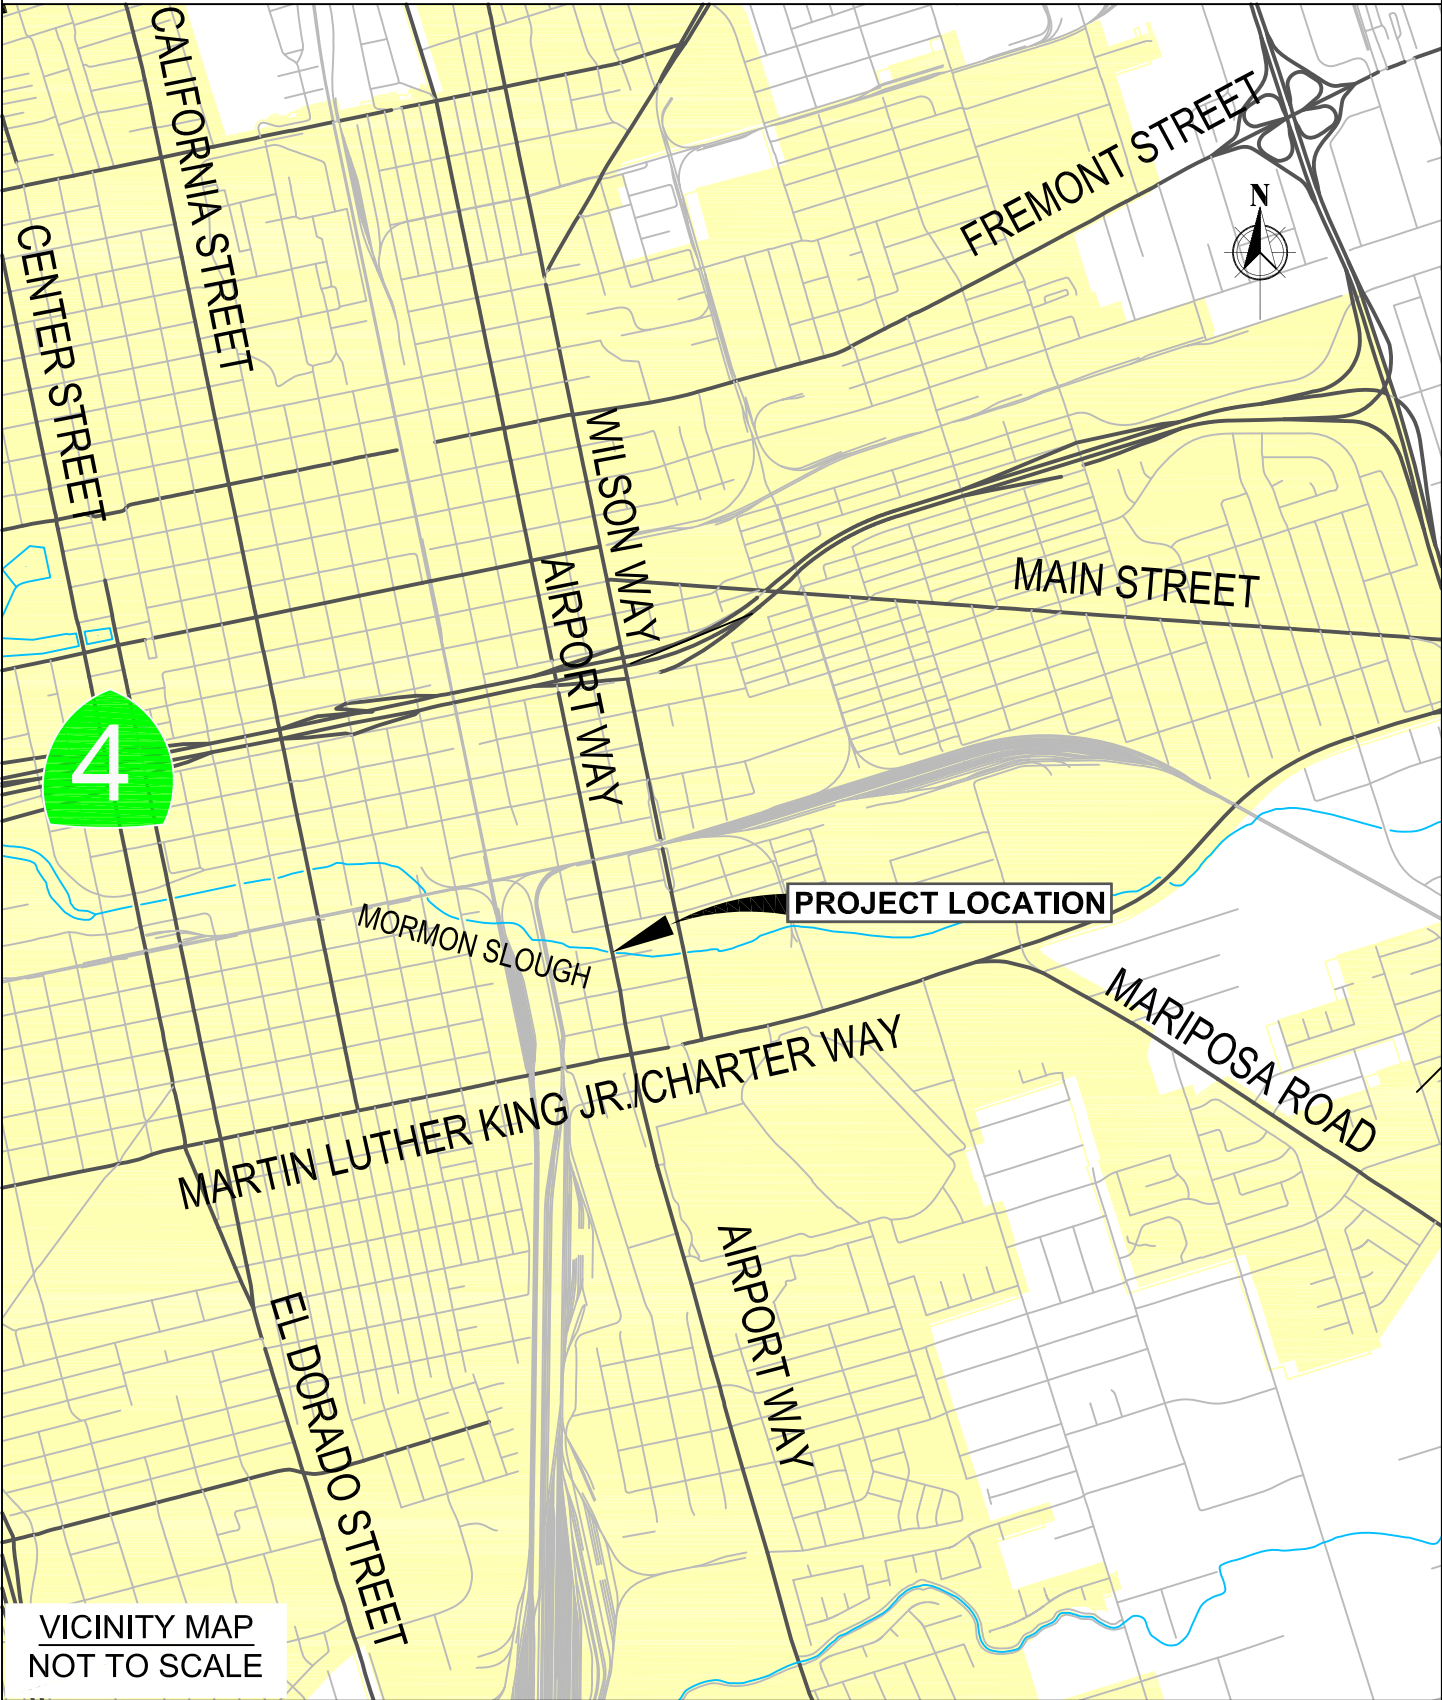 CALIFORNIA STREET
CENTER STREET
FREMONT STREET
N
WILSON WAY
AIRPORT WAY
MAIN STREET
4
PROJECT LOCATION
MORMON SLOUGH
MARIPOSA ROAD
MARTIN LUTHER KING JR./CHARTER WAY
AIRPORT WAY
EL DORADO STREET
VICINITY MAP
NOT TO SCALE